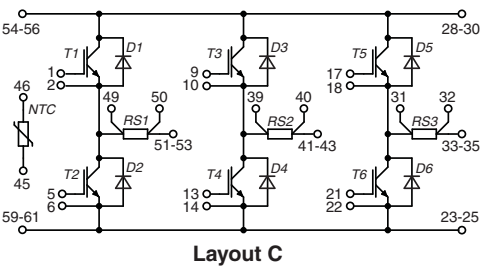 54-56 28-30
T1 D1 T3 D3 T5 D5
1 9 17
2 10 18
46 49 50 39 40 31 32
NTC RS1 RS2 RS3
51-53 41-43 33-35
45 T2 D2 T4 D4 T6 D6
5 13 21
6 14 22
59-61 23-25
Layout C